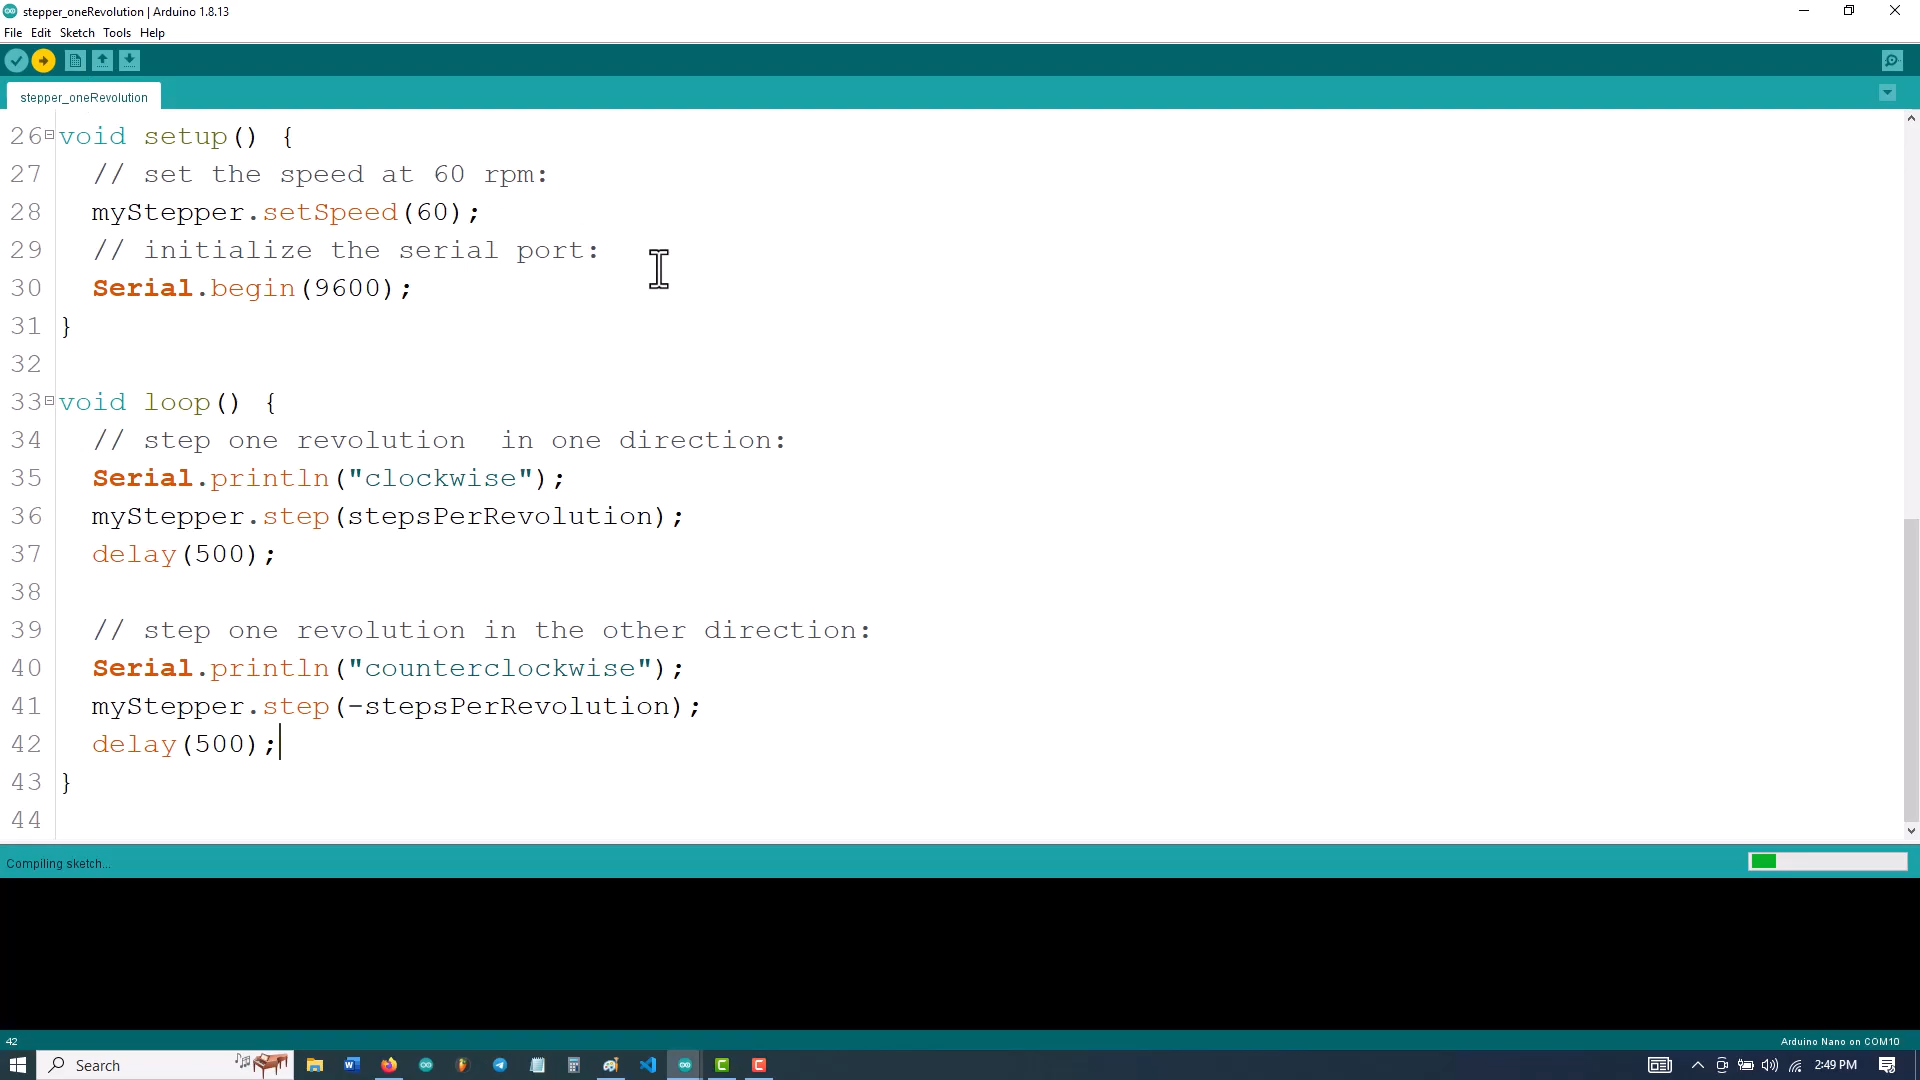 stepper_oneRevolution | Arduino 1.8.13
File Edit Sketch Tools Help
stepper_oneRevolution
26 void setup() {
27 // set the speed at 60 rpm:
28 myStepper.setSpeed(60);
29 // initialize the serial port:
30 Serial.begin(9600);
31 }
32
33 void loop() {
34 // step one revolution  in one direction:
35 Serial.println("clockwise");
36 myStepper.step(stepsPerRevolution);
37 delay(500);
38
39 // step one revolution in the other direction:
40 Serial.println("counterclockwise");
41 myStepper.step(-stepsPerRevolution);
42 delay(500);
43 }
44
Compiling sketch...
42
Arduino Nano on COM10
Search
2:49 PM